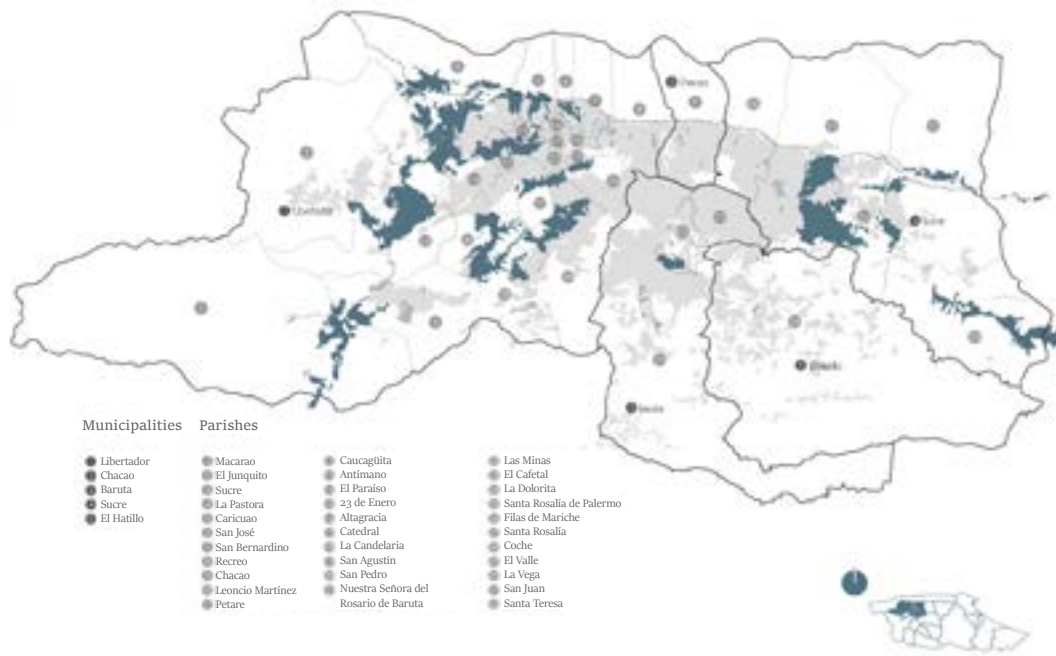 Municipalities
Libertador
Chacao
Baruta
Sucre
El Hatillo
Parishes
Macarao
El Junquito
Sucre
La Pastora
Caricuao
San José
San Bernardino
Recreo
Chacao
Leoncio Martínez
Petare
Caucagüita
Antímano
El Paraíso
23 de Enero
Altagracia
Catedral
La Candelaria
San Agustín
San Pedro
Nuestra Señora del
Rosario de Baruta
Las Minas
El Cafetal
La Dolorita
Santa Rosalía de Palermo
Filas de Mariche
Santa Rosalía
Coche
El Valle
La Vega
San Juan
Santa Teresa